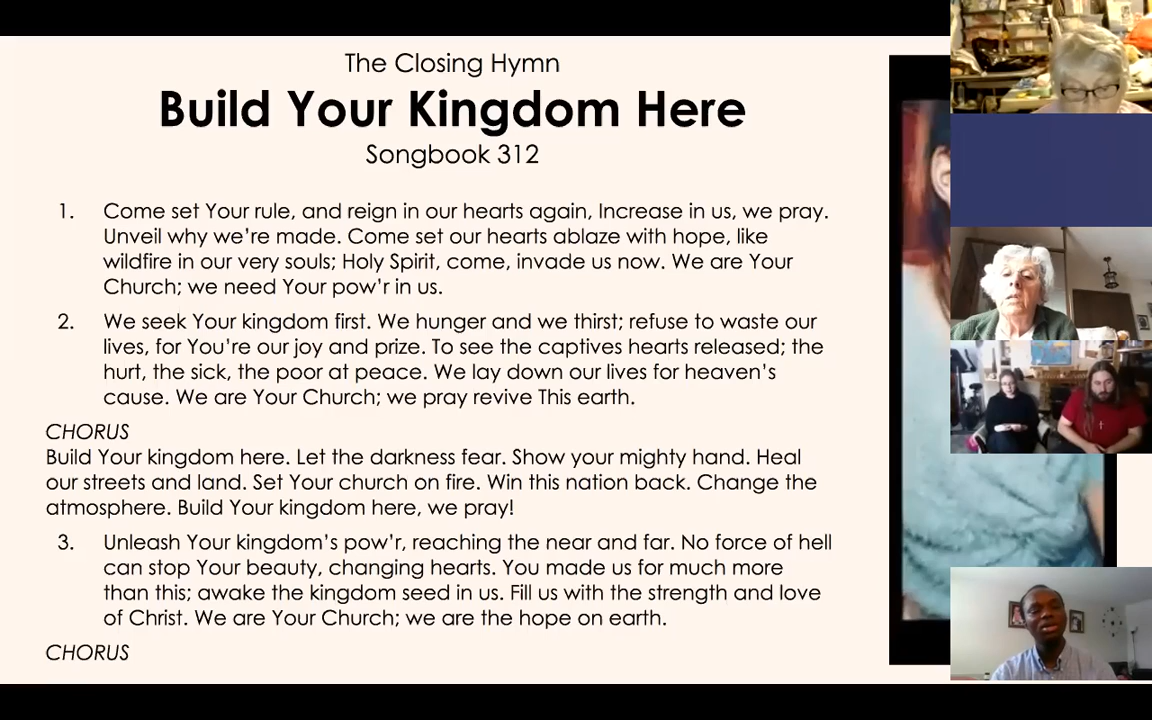 The Closing Hymn
Build Your Kingdom Here
Songbook 312
1. Come set Your rule, and reign in our hearts again, Increase in us, we pray.
Unveil why we're made. Come set our hearts ablaze with hope, like
wildfire in our very souls; Holy Spirit, come, invade us now. We are Your
Church; we need Your pow'r in us.
2. We seek Your kingdom first. We hunger and we thirst; refuse to waste our
lives, for You're our joy and prize. To see the captives hearts released; the
hurt, the sick, the poor at peace. We lay down our lives for heaven's
cause. We are Your Church; we pray revive This earth.
CHORUS
Build Your kingdom here. Let the darkness fear. Show your mighty hand. Heal
our streets and land. Set Your church on fire. Win this nation back. Change the
atmosphere. Build Your kingdom here, we pray!
3. Unleash Your kingdom's pow'r, reaching the near and far. No force of hell
can stop Your beauty, changing hearts. You made us for much more
than this; awake the kingdom seed in us. Fill us with the strength and love
of Christ. We are Your Church; we are the hope on earth.
CHORUS